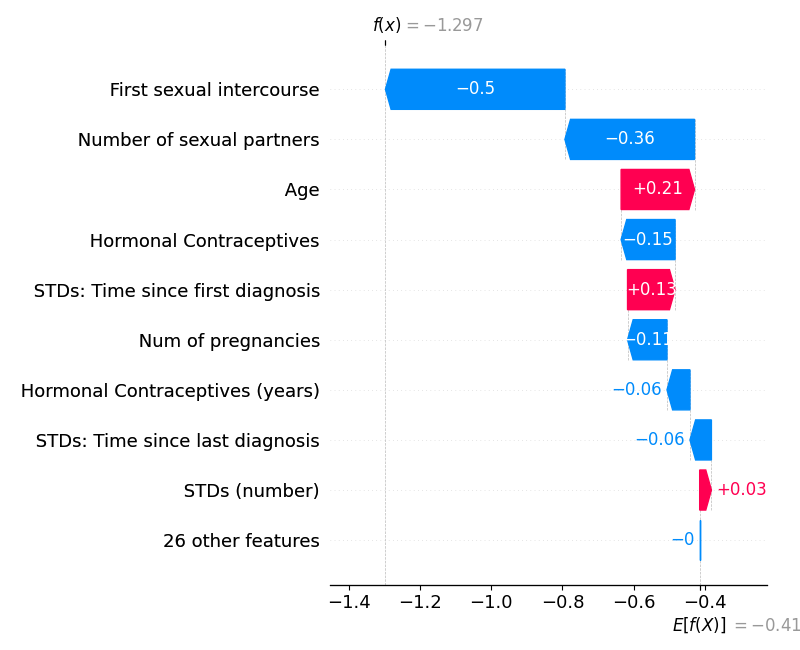 f(x) = −1.297
First sexual intercourse −0.5
Number of sexual partners −0.36
Age +0.21
Hormonal Contraceptives −0.15
STDs: Time since first diagnosis +0.13
Num of pregnancies −0.11
Hormonal Contraceptives (years) −0.06
STDs: Time since last diagnosis −0.06
STDs (number) +0.03
26 other features −0
−1.4 −1.2 −1.0 −0.8 −0.6 −0.4
E[f(X)] = −0.41